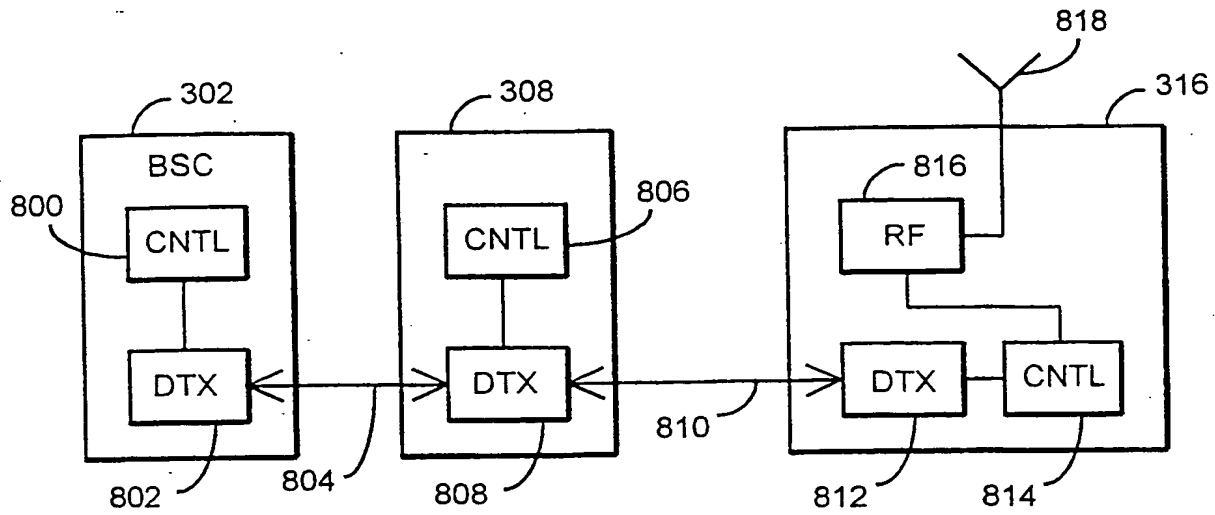 818
302
308
316
BSC
816
800
806
CNTL
CNTL
RF
DTX
DTX
DTX
CNTL
810
802
804
808
812
814